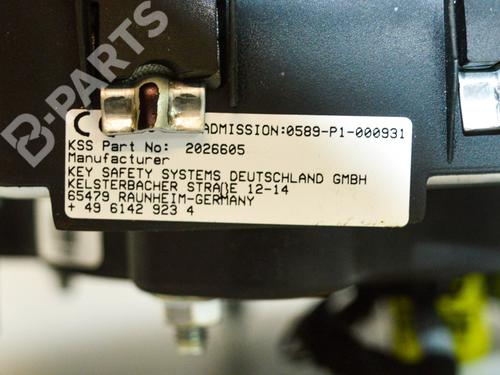 B-PARTS
ADMISSION:0589-P1-000931
KSS Part No: 2026605
Manufacturer
KEY SAFETY SYSTEMS DEUTSCHLAND GMBH
KELSTERBACHER STRAßE 12-14
65479 RAUNHEIM-GERMANY
+ 49 6142 923 4